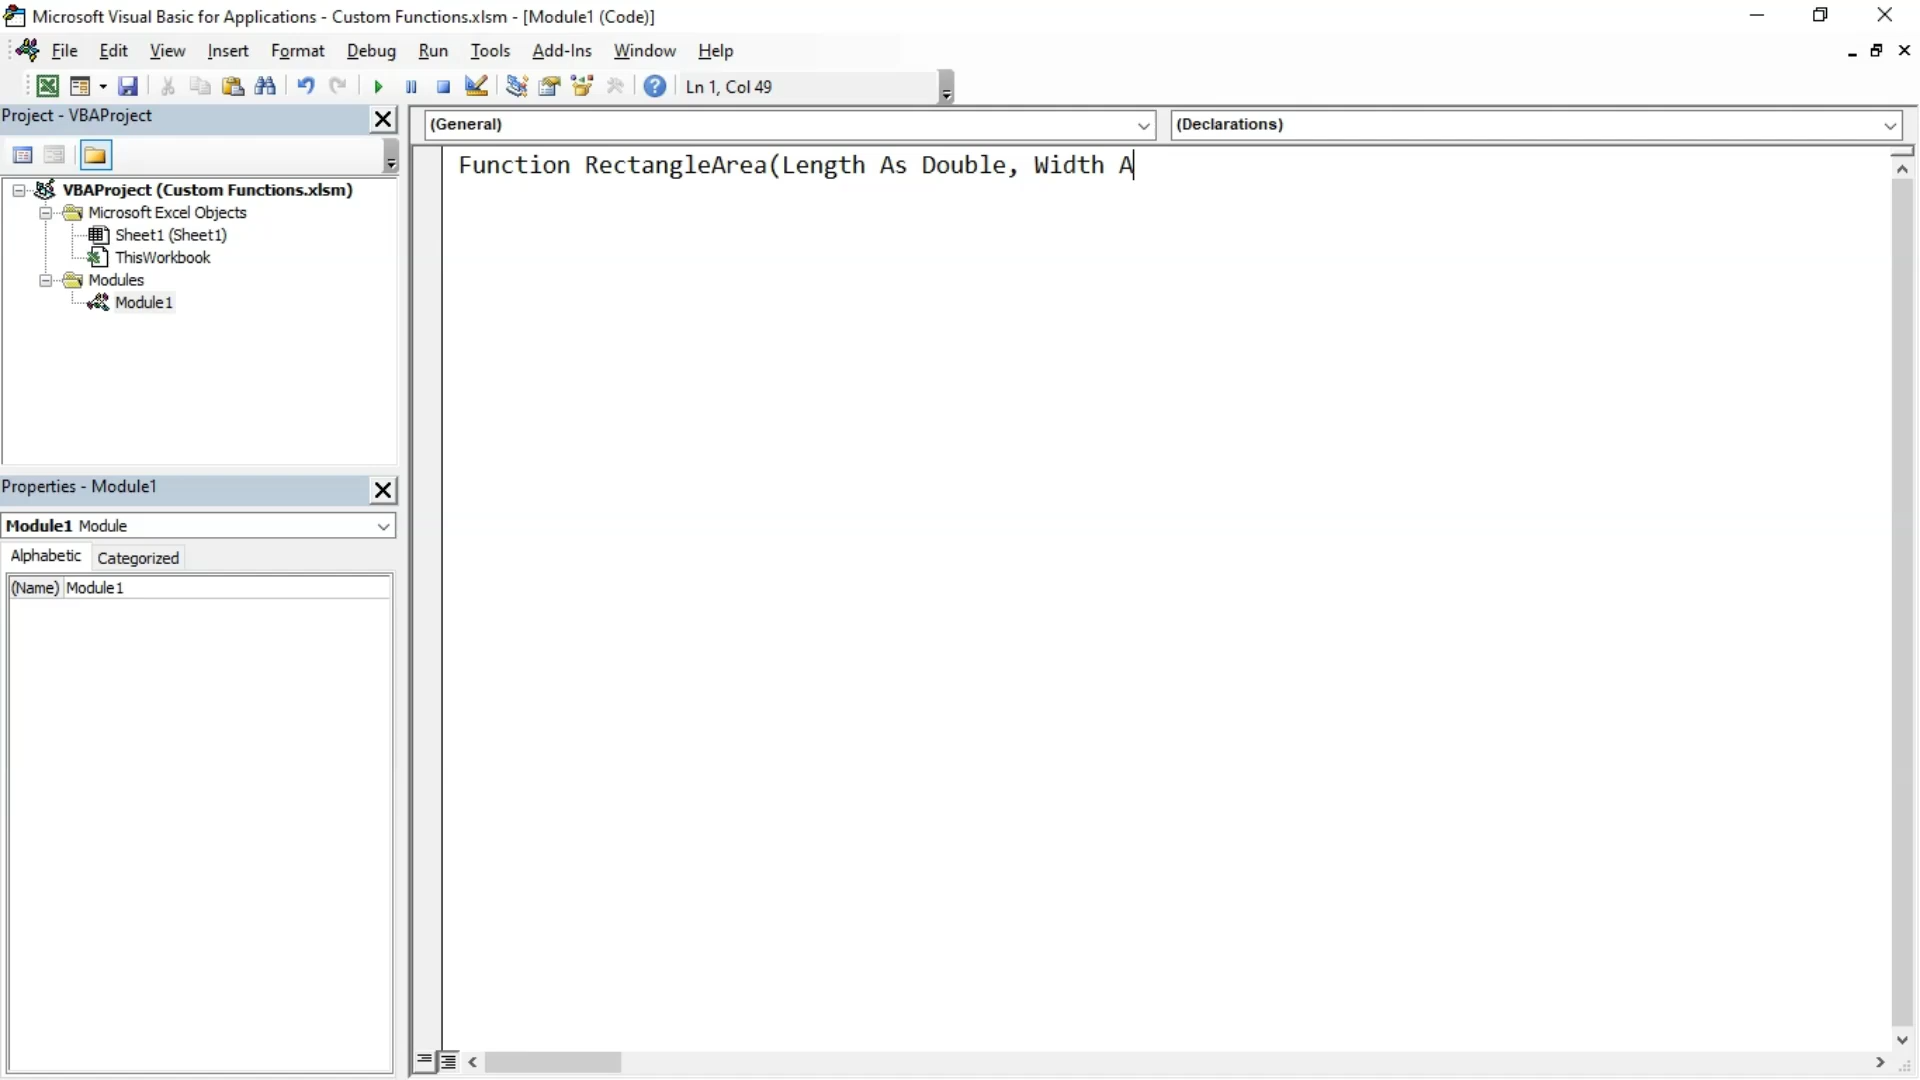 Microsoft Visual Basic for Applications - Custom Functions.xlsm - [Module1 (Code)]
File Edit View Insert Format Debug Run Tools Add-Ins Window Help
Ln 1, Col 49
Project - VBAProject
(General) (Declarations)
Function RectangleArea(Length As Double, Width A
VBAProject (Custom Functions.xlsm)
Microsoft Excel Objects
Sheet1 (Sheet1)
ThisWorkbook
Modules
Module1
Properties - Module1
Module1 Module
Alphabetic Categorized
(Name) Module1